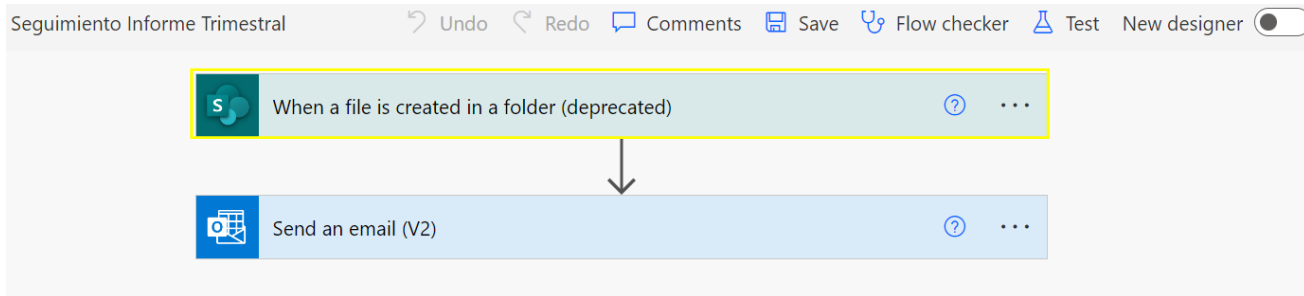 Seguimiento Informe Trimestral Undo Redo Comments Save Flow checker Test New designer
S When a file is created in a folder (deprecated) ? ...
o Send an email (V2) ? ...